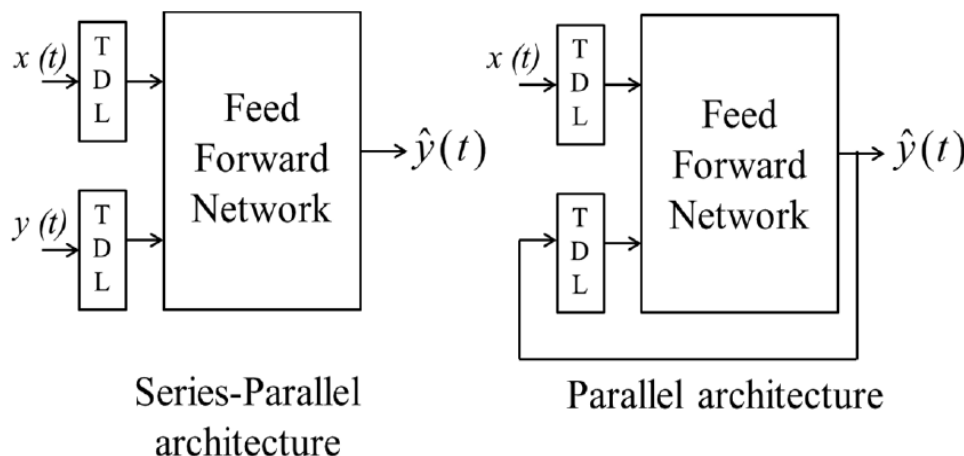 x (t)
T
D
L
y (t)
T
D
L
Feed
Forward
Network
ŷ(t)
Series-Parallel
architecture
x (t)
T
D
L
T
D
L
Feed
Forward
Network
ŷ(t)
Parallel architecture